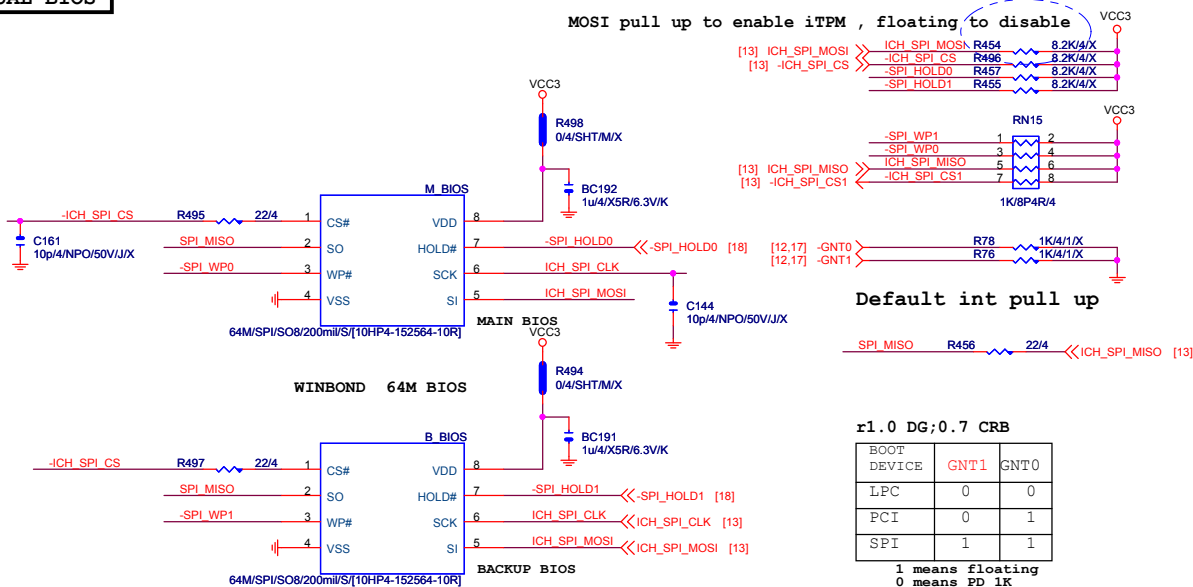 MOSI pull up to enable iTPM , floating to disable
VCC3
[13] ICH_SPI_MOSI ICH_SPI_MOSI R454 8.2K/4/X
[13] -ICH_SPI_CS -ICH_SPI_CS R496 8.2K/4/X
-SPI_HOLD0 R457 8.2K/4/X
-SPI_HOLD1 R455 8.2K/4/X
VCC3
RN15
-SPI_WP1 1 2
-SPI_WP0 3 4
[13] ICH_SPI_MISO ICH_SPI_MISO 5 6
[13] -ICH_SPI_CS1 -ICH_SPI_CS1 7 8
1K/8P4R/4
[12,17] -GNT0 R78 1K/4/1/X
[12,17] -GNT1 R76 1K/4/1/X
Default int pull up
SPI_MISO R456 22/4 ICH_SPI_MISO [13]
VCC3
R498
0/4/SHT/M/X
BC192
1u/4/X5R/6.3V/K
M_BIOS
-ICH_SPI_CS R495 22/4 1 CS# VDD 8
C161
10p/4/NPO/50V/J/X
SPI_MISO 2 SO HOLD# 7 -SPI_HOLD0 -SPI_HOLD0 [18]
-SPI_WP0 3 WP# SCK 6 ICH_SPI_CLK
4 VSS SI 5 ICH_SPI_MOSI
C144
10p/4/NPO/50V/J/X
MAIN BIOS
64M/SPI/SO8/200mil/S/[10HP4-152564-10R]
VCC3
R494
0/4/SHT/M/X
WINBOND 64M BIOS
BC191
1u/4/X5R/6.3V/K
B_BIOS
-ICH_SPI_CS R497 22/4 1 CS# VDD 8
SPI_MISO 2 SO HOLD# 7 -SPI_HOLD1 -SPI_HOLD1 [18]
-SPI_WP1 3 WP# SCK 6 ICH_SPI_CLK ICH_SPI_CLK [13]
4 VSS SI 5 ICH_SPI_MOSI ICH_SPI_MOSI [13]
BACKUP BIOS
64M/SPI/SO8/200mil/S/[10HP4-152564-10R]
r1.0 DG;0.7 CRB
BOOT
DEVICE GNT1 GNT0
LPC 0 0
PCI 0 1
SPI 1 1
1 means floating
0 means PD 1K